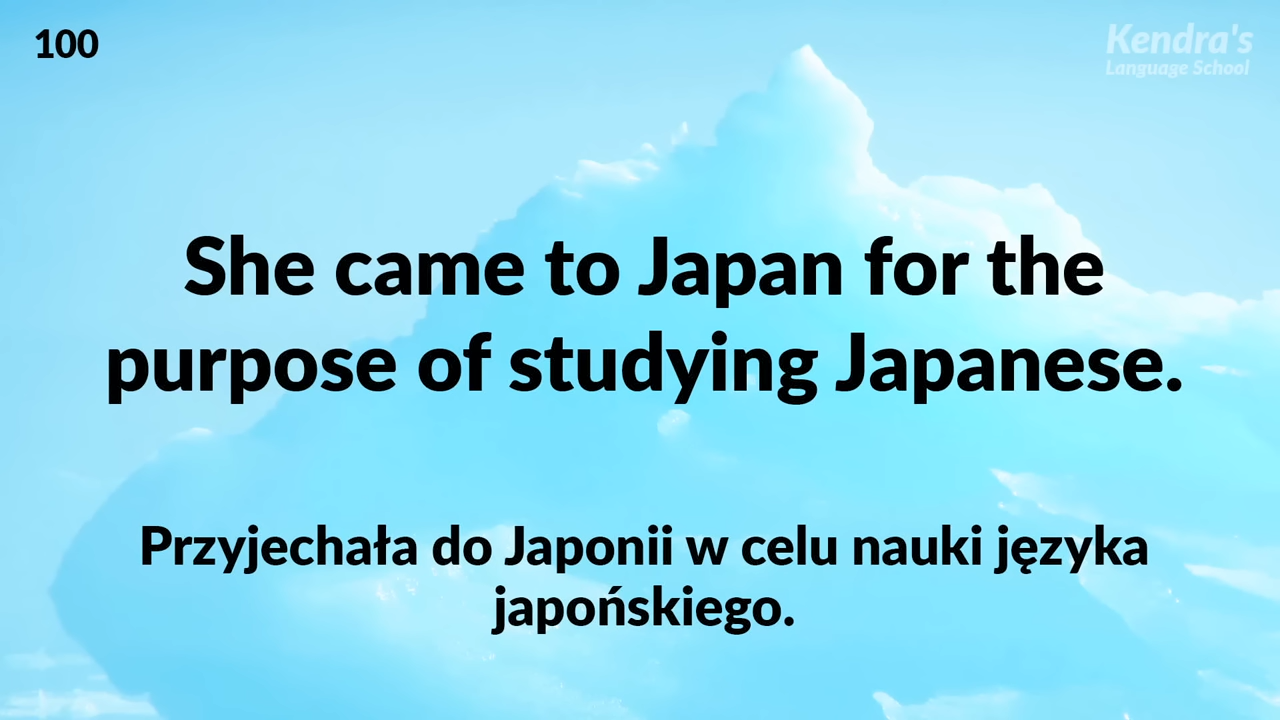 100
Kendra's
Language School
She came to Japan for the
purpose of studying Japanese.
Przyjechała do Japonii w celu nauki języka
japońskiego.